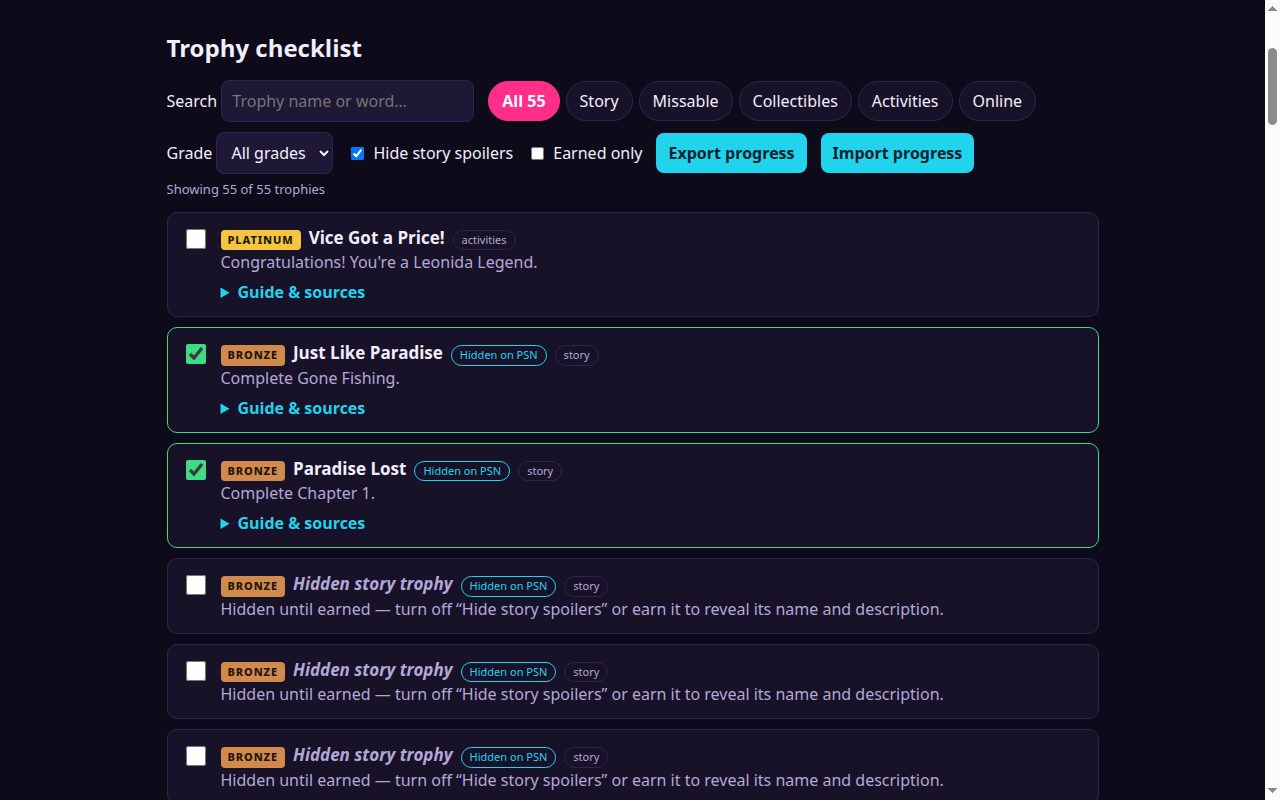 Trophy checklist
Search Trophy name or word... All 55 Story Missable Collectibles Activities Online
Grade All grades Hide story spoilers Earned only Export progress Import progress
Showing 55 of 55 trophies
PLATINUM Vice Got a Price! activities
Congratulations! You're a Leonida Legend.
Guide & sources
BRONZE Just Like Paradise Hidden on PSN story
Complete Gone Fishing.
Guide & sources
BRONZE Paradise Lost Hidden on PSN story
Complete Chapter 1.
Guide & sources
BRONZE Hidden story trophy Hidden on PSN story
Hidden until earned — turn off “Hide story spoilers” or earn it to reveal its name and description.
BRONZE Hidden story trophy Hidden on PSN story
Hidden until earned — turn off “Hide story spoilers” or earn it to reveal its name and description.
BRONZE Hidden story trophy Hidden on PSN story
Hidden until earned — turn off “Hide story spoilers” or earn it to reveal its name and description.